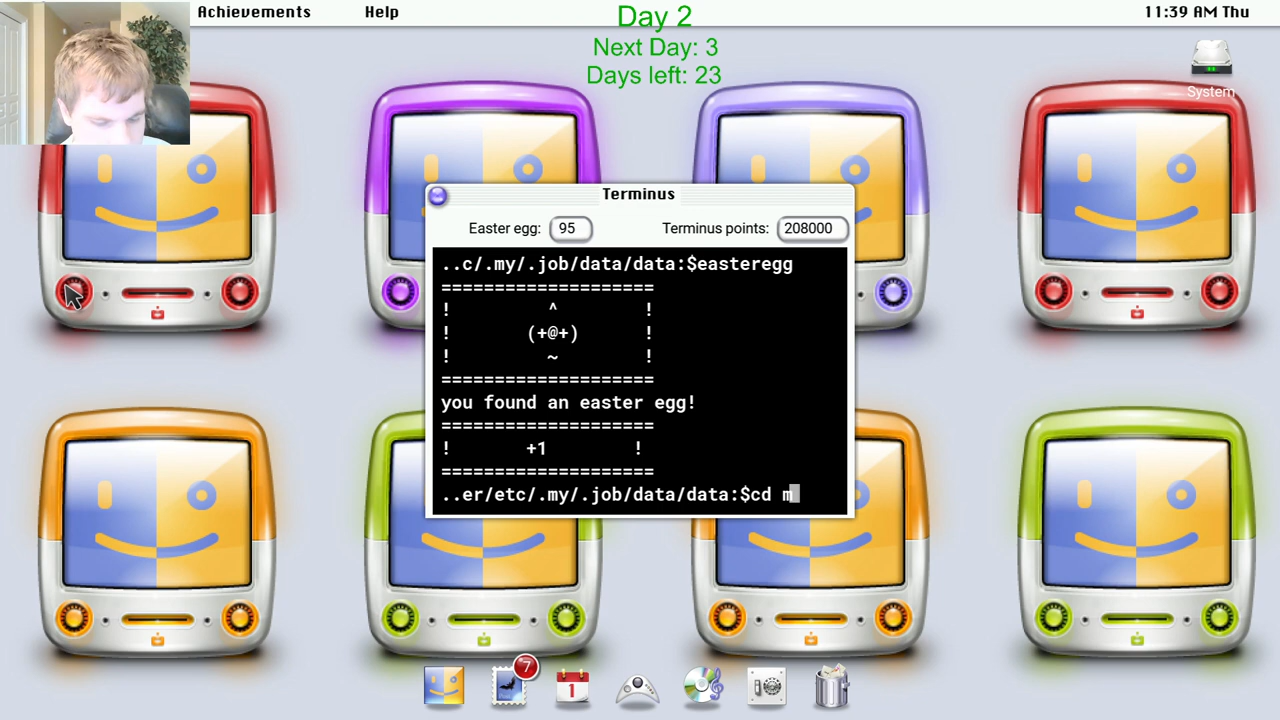 Achievements Help
Day 2
Next Day: 3
Days left: 23
11:39 AM Thu
System
Terminus
Easter egg: 95 Terminus points: 208000
..c/.my/.job/data/data:$easteregg
====================
! ^ !
! (+@+) !
! ~ !
====================
you found an easter egg!
====================
! +1 !
====================
..er/etc/.my/.job/data/data:$cd m
7
1